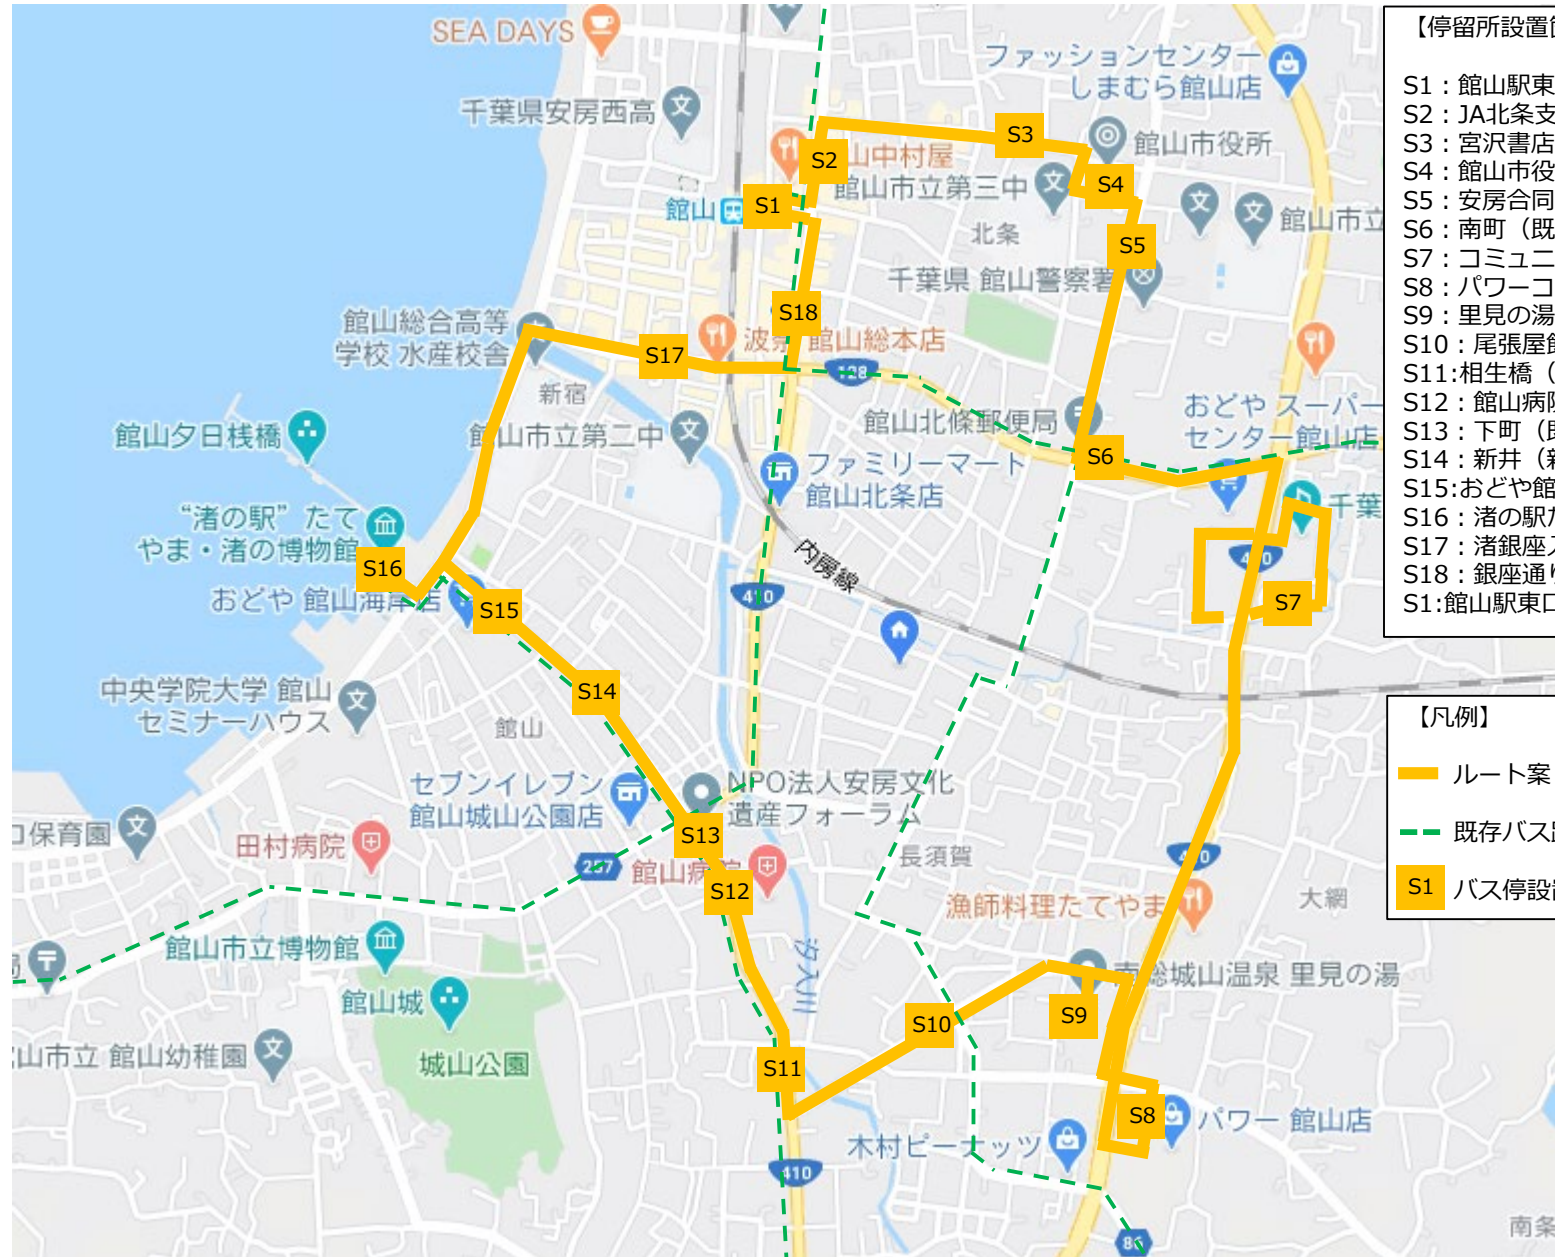 SEA DAYS
千葉県安房西高
ファッションセンター
しまむら館山店
館山市役所
山中村屋
館山市立第三中
館山
北条
館山市立
千葉県 館山警察署
館山総合高等
学校 水産校舎
波奈 館山総本店
128
新宿
館山夕日桟橋
館山市立第二中
館山北條郵便局
おどや スーパー
センター館山店
ファミリーマート
館山北条店
“渚の駅” たて
やま・渚の博物館
千葉
内房線
410
おどや 館山海岸店
410
中央学院大学 館山
セミナーハウス
館山
セブンイレブン
館山城山公園店
NPO法人安房文化
遺産フォーラム
口保育園
田村病院
257
館山病院
長須賀
410
漁師料理たてやま
大網
館山市立博物館
汐入川
南総城山温泉 里見の湯
館山城
山市立 館山幼稚園
城山公園
パワー 館山店
木村ピーナッツ
410
86
南条
S1
S2
S3
S4
S5
S6
S7
S8
S9
S10
S11
S12
S13
S14
S15
S16
S17
S18
【停留所設置
S1：館山駅東
S2：JA北条支
S3：宮沢書店
S4：館山市役
S5：安房合同
S6：南町（既
S7：コミュニ
S8：パワーコ
S9：里見の湯
S10：尾張屋
S11:相生橋（
S12：館山病
S13：下町（
S14：新井（
S15:おどや館
S16：渚の駅
S17：渚銀座
S18：銀座通
S1:館山駅東口
【凡例】
ルート案
既存バス
S1 バス停設